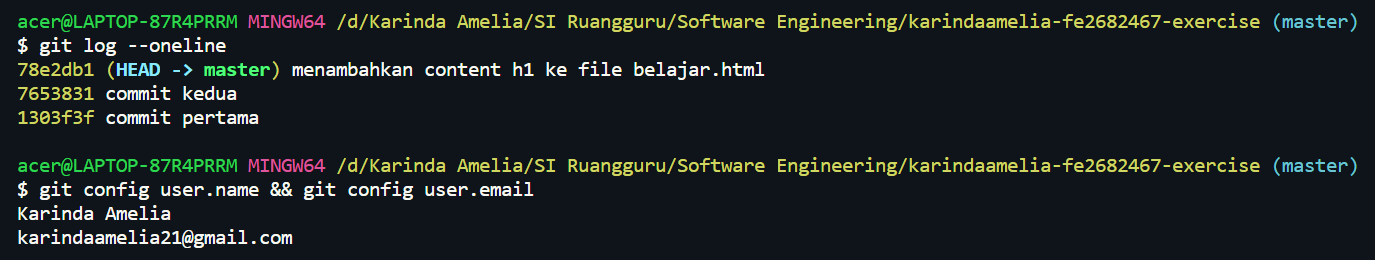 acer@LAPTOP-87R4PRRM MINGW64 /d/Karinda Amelia/SI Ruangguru/Software Engineering/karindaamelia-fe2682467-exercise (master)
$ git log --oneline
78e2db1 (HEAD -> master) menambahkan content h1 ke file belajar.html
7653831 commit kedua
1303f3f commit pertama
acer@LAPTOP-87R4PRRM MINGW64 /d/Karinda Amelia/SI Ruangguru/Software Engineering/karindaamelia-fe2682467-exercise (master)
$ git config user.name && git config user.email
Karinda Amelia
karindaamelia21@gmail.com